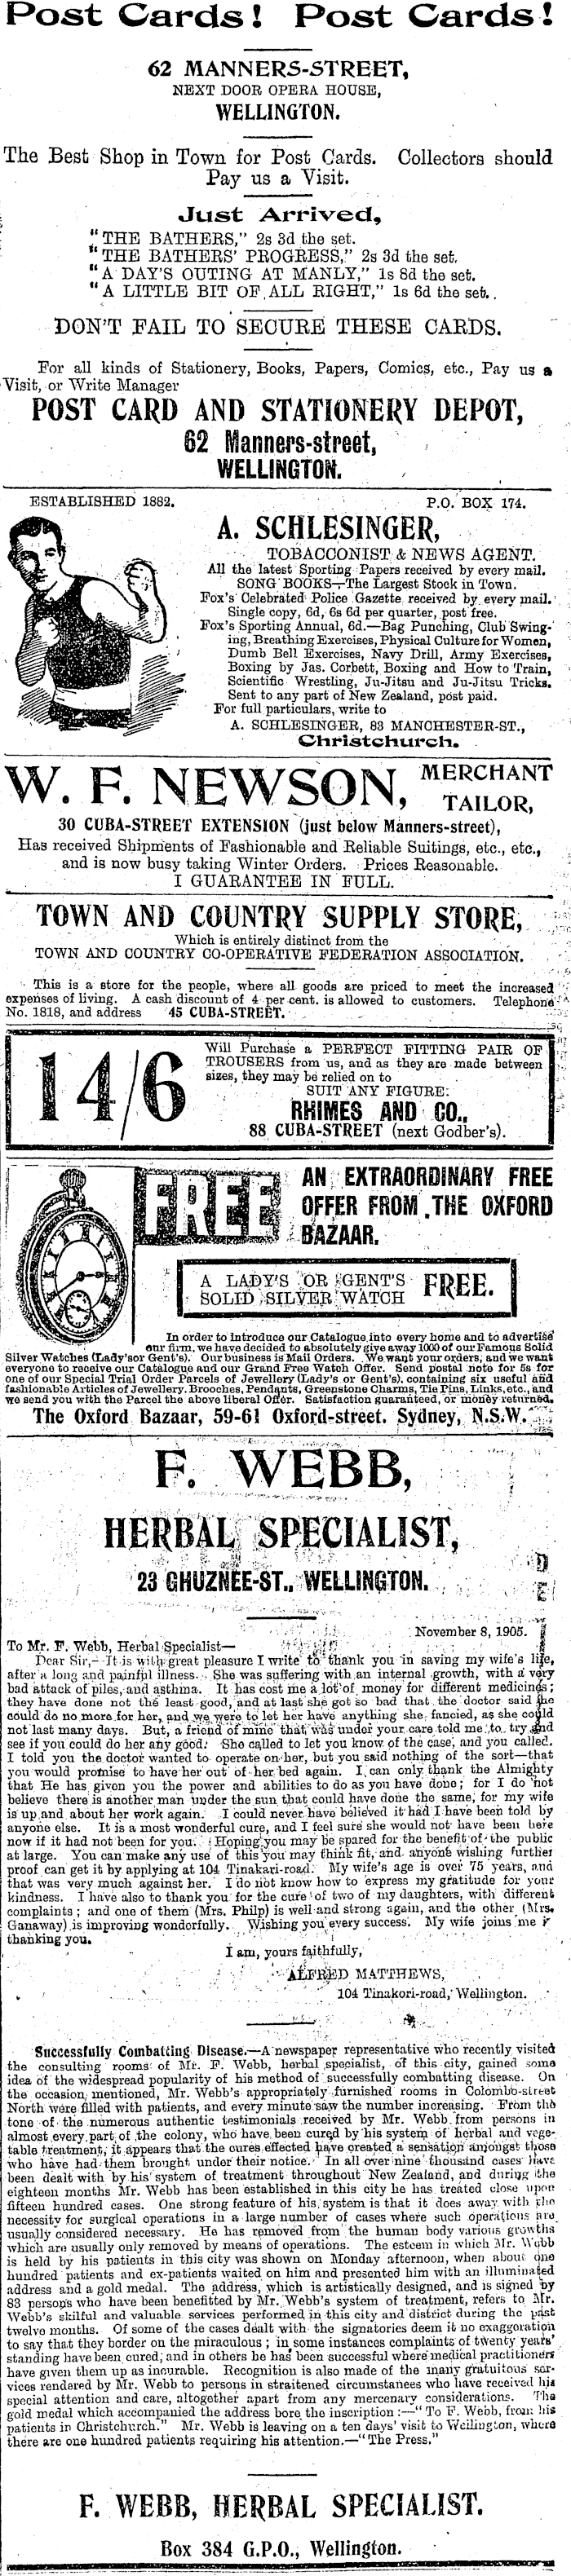 Post Cards! Post Cards!
62 MANNERS-STREET,
NEXT DOOR OPERA HOUSE,
WELLINGTON.
The Best Shop in Town for Post Cards. Collectors should
Pay us a Visit.
Just Arrived,
"THE BATHERS," 2s 3d the set.
"THE BATHERS' PROGRESS," 2s 3d the set.
"A DAY'S OUTING AT MANLY," 1s 8d the set.
"A LITTLE BIT OF ALL RIGHT," 1s 6d the set.
DON'T FAIL TO SECURE THESE CARDS.
For all kinds of Stationery, Books, Papers, Comics, etc., Pay us a
Visit, or Write Manager
POST CARD AND STATIONERY DEPOT,
62 Manners-street,
WELLINGTON.
ESTABLISHED 1882. P.O. BOX 174.
A. SCHLESINGER,
TOBACCONIST & NEWS AGENT.
All the latest Sporting Papers received by every mail.
SONG BOOKS—The Largest Stock in Town.
Fox's Celebrated Police Gazette received by every mail.
Single copy, 6d, 6s 6d per quarter, post free.
Fox's Sporting Annual, 6d.—Bag Punching, Club Swing-
ing, Breathing Exercises, Physical Culture for Women,
Dumb Bell Exercises, Navy Drill, Army Exercises,
Boxing by Jas. Corbett, Boxing and How to Train,
Scientific Wrestling, Ju-Jitsu and Ju-Jitsu Tricks.
Sent to any part of New Zealand, post paid.
For full particulars, write to
A. SCHLESINGER, 83 MANCHESTER-ST.,
Christchurch.
W. F. NEWSON, MERCHANT
TAILOR,
30 CUBA-STREET EXTENSION (just below Manners-street),
Has received Shipments of Fashionable and Reliable Suitings, etc., etc.,
and is now busy taking Winter Orders. Prices Reasonable.
I GUARANTEE IN FULL.
TOWN AND COUNTRY SUPPLY STORE,
Which is entirely distinct from the
TOWN AND COUNTRY CO-OPERATIVE FEDERATION ASSOCIATION.
This is a store for the people, where all goods are priced to meet the increased
expenses of living. A cash discount of 4 per cent. is allowed to customers. Telephone
No. 1818, and address 45 CUBA-STREET.
14/6
Will Purchase a PERFECT FITTING PAIR OF
TROUSERS from us, and as they are made between
sizes, they may be relied on to
SUIT ANY FIGURE.
RHIMES AND CO.,
88 CUBA-STREET (next Godber's).
FREE
AN EXTRAORDINARY FREE
OFFER FROM THE OXFORD
BAZAAR.
A LADY'S OR GENT'S
SOLID SILVER WATCH FREE.
In order to Introduce our Catalogue into every home and to advertise
our firm, we have decided to absolutely give away 1000 of our Famous Solid
Silver Watches (Lady's or Gent's). Our business is Mail Orders. We want your orders, and we want
everyone to receive our Catalogue and our Grand Free Watch Offer. Send postal note for 5s for
one of our Special Trial Order Parcels of Jewellery (Lady's or Gent's), containing six useful and
fashionable Articles of Jewellery. Brooches, Pendants, Greenstone Charms, Tie Pins, Links, etc., and
we send you with the Parcel the above liberal Offer. Satisfaction guaranteed, or money returned.
The Oxford Bazaar, 59-61 Oxford-street. Sydney, N.S.W.
F. WEBB,
HERBAL SPECIALIST,
23 GHUZNEE-ST., WELLINGTON.
November 8, 1905.
To Mr. F. Webb, Herbal Specialist—
Dear Sir,— It is with great pleasure I write to thank you in saving my wife's life,
after a long and painful illness. She was suffering with an internal growth, with a very
bad attack of piles, and asthma. It has cost me a lot of money for different medicines;
they have done not the least good, and at last she got so bad that the doctor said he
could do no more for her, and we were to let her have anything she fancied, as she could
not last many days. But, a friend of mine that was under your care told me to try and
see if you could do her any good. She called to let you know of the case, and you called.
I told you the doctor wanted to operate on her, but you said nothing of the sort—that
you would promise to have her out of her bed again. I can only thank the Almighty
that He has given you the power and abilities to do as you have done; for I do not
believe there is another man under the sun that could have done the same, for my wife
is up and about her work again. I could never have believed it had I have been told by
anyone else. It is a most wonderful cure, and I feel sure she would not have been here
now if it had not been for you. Hoping you may be spared for the benefit of the public
at large. You can make any use of this you may think fit, and anyone wishing further
proof can get it by applying at 104 Tinakari-road. My wife's age is over 75 years, and
that was very much against her. I do not know how to express my gratitude for your
kindness. I have also to thank you for the cure of two of my daughters, with different
complaints; and one of them (Mrs. Philp) is well and strong again, and the other (Mrs.
Ganaway) is improving wonderfully. Wishing you every success. My wife joins me
thanking you.
I am, yours faithfully,
ALFRED MATTHEWS,
104 Tinakori-road, Wellington.
Successfully Combatting Disease.—A newspaper representative who recently visited
the consulting rooms of Mr. F. Webb, herbal specialist, of this city, gained some
idea of the widespread popularity of his method of successfully combatting disease. On
the occasion mentioned, Mr. Webb's appropriately furnished rooms in Colombo-street
North were filled with patients, and every minute saw the number increasing. From the
tone of the numerous authentic testimonials received by Mr. Webb from persons in
almost every part of the colony, who have been cured by his system of herbal and vege-
table treatment, it appears that the cures effected have created a sensation amongst those
who have had them brought under their notice. In all over nine thousand cases have
been dealt with by his system of treatment throughout New Zealand, and during the
eighteen months Mr. Webb has been established in this city he has treated close upon
fifteen hundred cases. One strong feature of his system is that it does away with the
necessity for surgical operations in a large number of cases where such operations are
usually considered necessary. He has removed from the human body various growths
which are usually only removed by means of operations. The esteem in which Mr. Webb
is held by his patients in this city was shown on Monday afternoon, when about one
hundred patients and ex-patients waited on him and presented him with an illuminated
address and a gold medal. The address, which is artistically designed, and is signed by
83 persons who have been benefitted by Mr. Webb's system of treatment, refers to Mr.
Webb's skilful and valuable services performed in this city and district during the past
twelve months. Of some of the cases dealt with the signatories deem it no exaggeration
to say that they border on the miraculous; in some instances complaints of twenty years'
standing have been cured, and in others he has been successful where medical practitioners
have given them up as incurable. Recognition is also made of the many gratuitous ser-
vices rendered by Mr. Webb to persons in straitened circumstances who have received his
special attention and care, altogether apart from any mercenary considerations. The
gold medal which accompanied the address bore the inscription:—"To F. Webb, from his
patients in Christchurch." Mr. Webb is leaving on a ten days' visit to Wellington, where
there are one hundred patients requiring his attention.—"The Press."
F. WEBB, HERBAL SPECIALIST.
Box 384 G.P.O., Wellington.